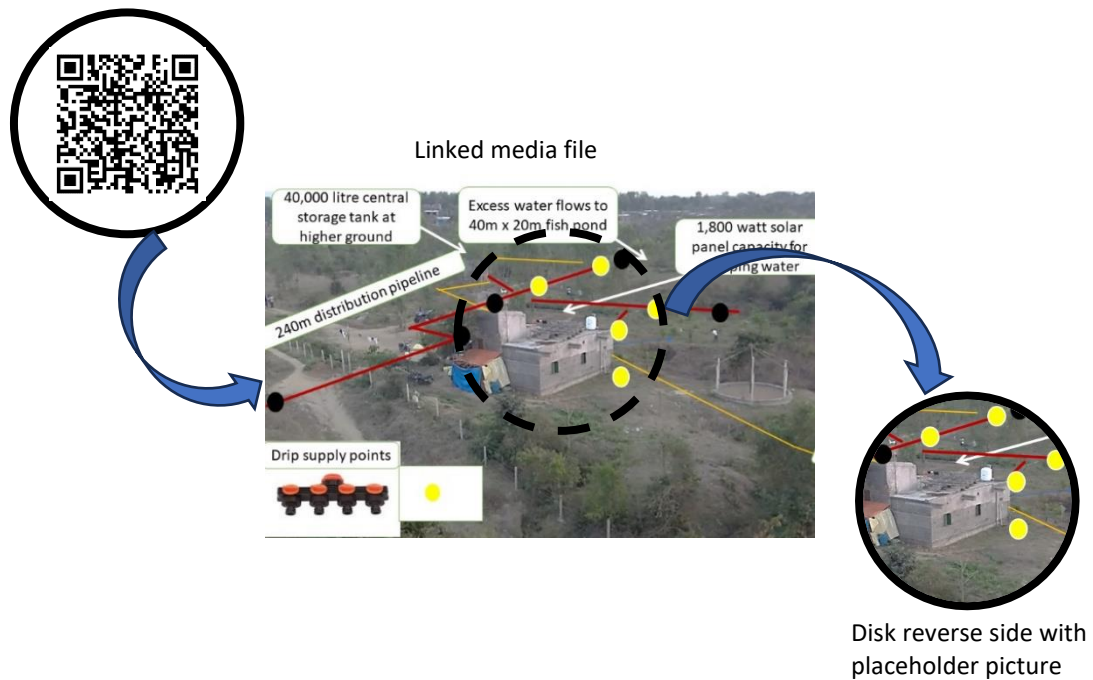 Linked media file
40,000 litre central
storage tank at
higher ground
Excess water flows to
40m x 20m fish pond
1,800 watt solar
panel capacity for
water
240m distribution pipeline
Drip supply points
Disk reverse side with
placeholder picture